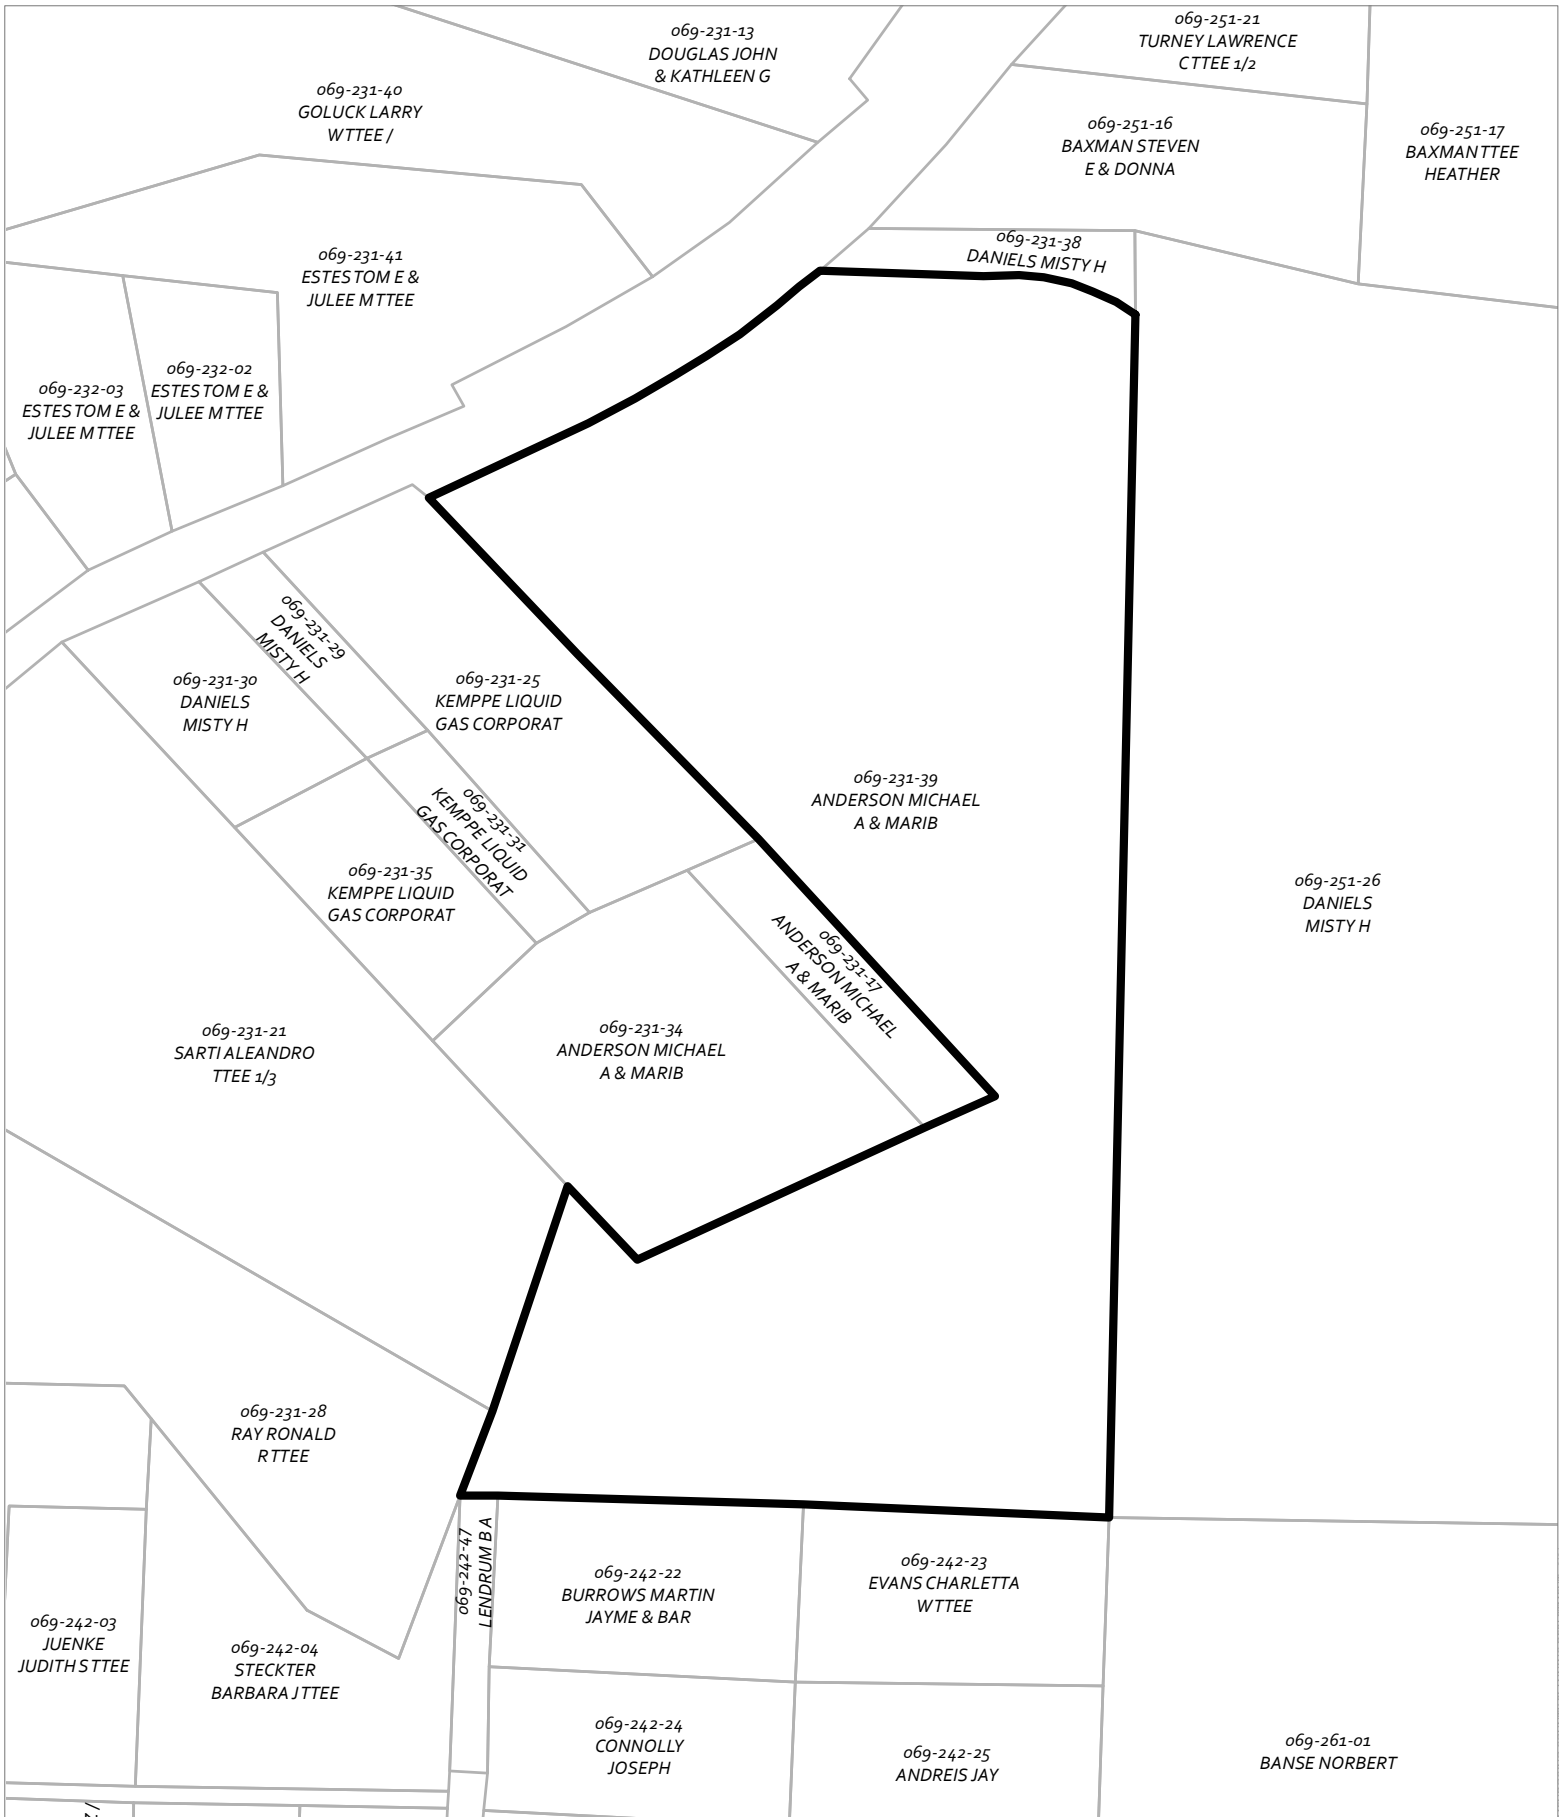 069-231-13
DOUGLAS JOHN
& KATHLEEN G
069-251-21
TURNEY LAWRENCE
C TTEE 1/2
069-231-40
GOLUCK LARRY
W TTEE /
069-251-16
BAXMAN STEVEN
E & DONNA
069-251-17
BAXMAN TTEE
HEATHER
069-231-38
DANIELS MISTY H
069-231-41
ESTES TOM E &
JULEE M TTEE
069-232-02
ESTES TOM E &
JULEE M TTEE
069-232-03
ESTES TOM E &
JULEE M TTEE
069-231-29
DANIELS
MISTY H
069-231-30
DANIELS
MISTY H
069-231-25
KEMPPE LIQUID
GAS CORPORAT
069-231-39
ANDERSON MICHAEL
A & MARIB
069-231-31
KEMPPE LIQUID
GAS CORPORAT
069-231-35
KEMPPE LIQUID
GAS CORPORAT
069-251-26
DANIELS
MISTY H
069-231-17
ANDERSON MICHAEL
A & MARIB
069-231-21
SARTI ALEANDRO
TTEE 1/3
069-231-34
ANDERSON MICHAEL
A & MARIB
069-231-28
RAY RONALD
R TTEE
069-242-47
LENDRUM B A
069-242-22
BURROWS MARTIN
JAYME & BAR
069-242-23
EVANS CHARLETTA
W TTEE
069-242-03
JUENKE
JUDITH S TTEE
069-242-04
STECKTER
BARBARA J TTEE
069-242-24
CONNOLLY
JOSEPH
069-242-25
ANDREIS JAY
069-261-01
BANSE NORBERT